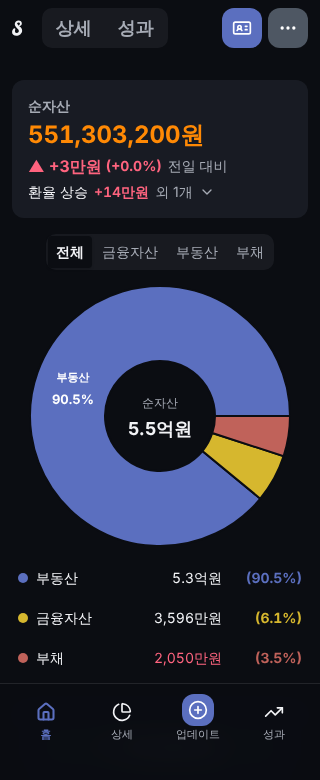 상세 성과
순자산
551,303,200원
▲ +3만원 (+0.0%) 전일 대비
환율 상승 +14만원 외 1개
전체 금융자산 부동산 부채
부동산
90.5%
순자산
5.5억원
부동산 5.3억원 (90.5%)
금융자산 3,596만원 (6.1%)
부채 2,050만원 (3.5%)
홈 상세 업데이트 성과